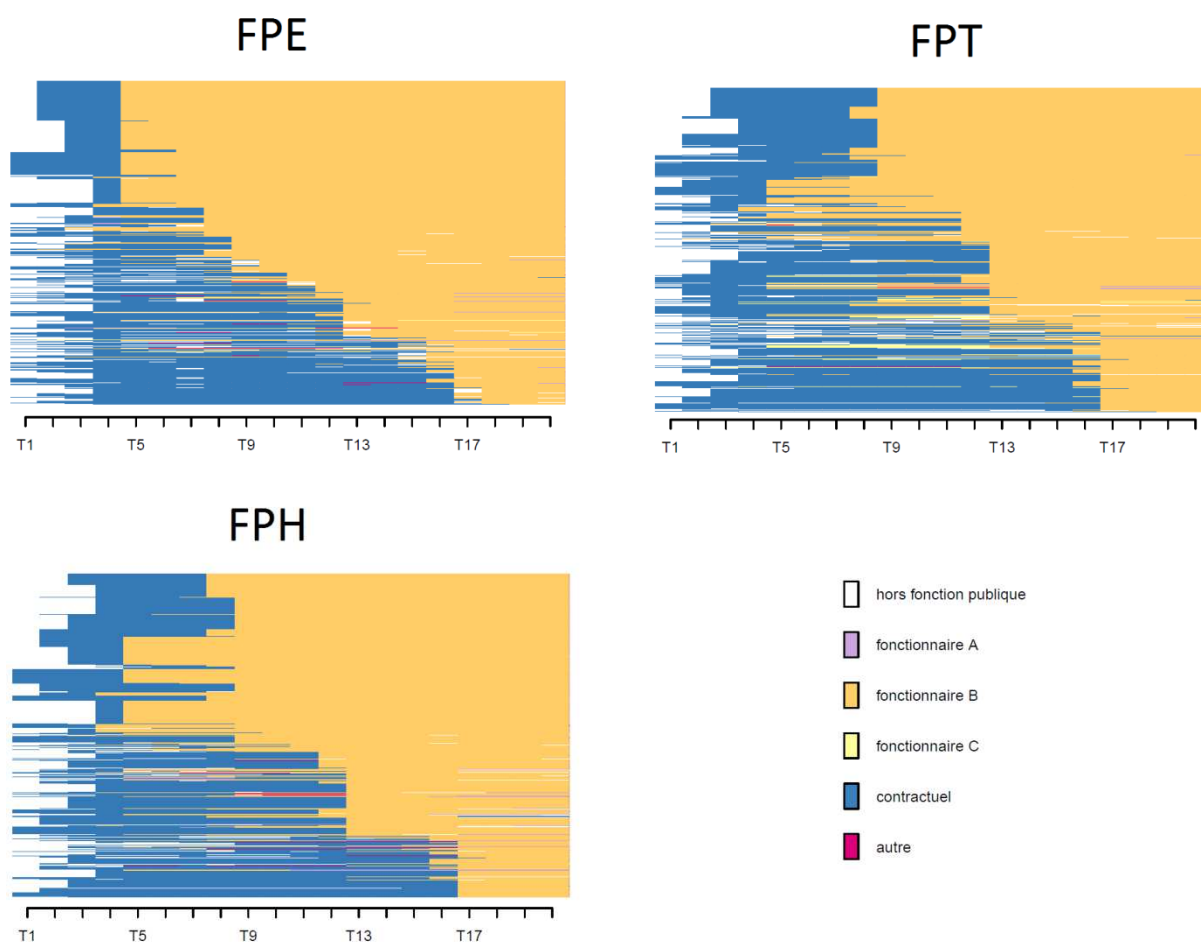 FPE
FPT
T1 T5 T9 T13 T17
T1 T5 T9 T13 T17
FPH
hors fonction publique
fonctionnaire A
fonctionnaire B
fonctionnaire C
contractuel
autre
T1 T5 T9 T13 T17